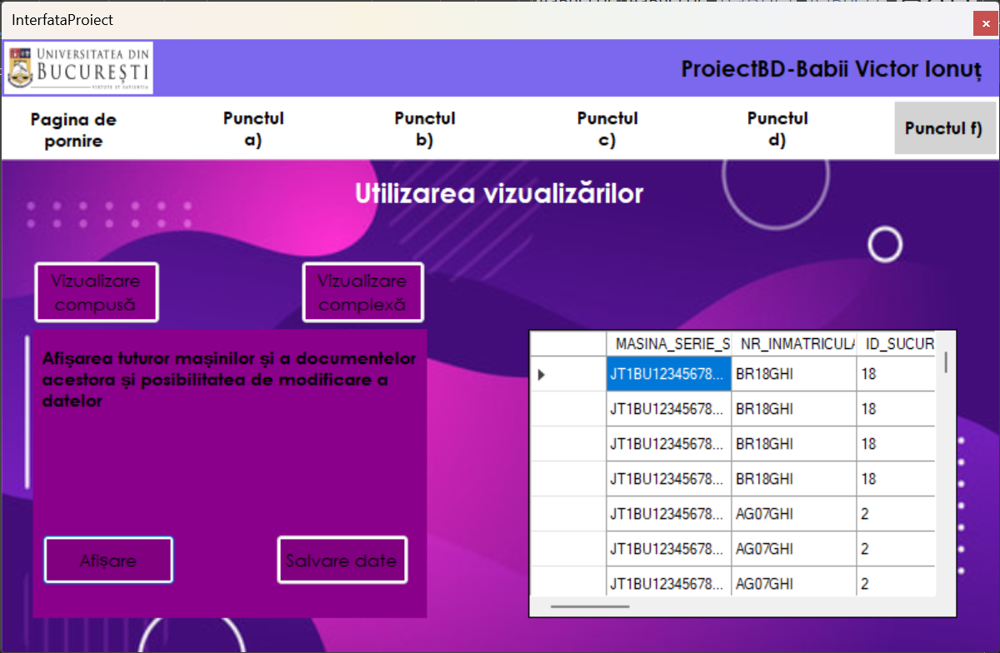 InterfataProiect
UNIVERSITATEA DIN
BUCUREȘTI
VIRTUTE ET SAPIENTIA
ProiectBD-Babii Victor Ionuț
Pagina de
pornire
Punctul
a)
Punctul
b)
Punctul
c)
Punctul
d)
Punctul f)
Utilizarea vizualizărilor
Vizualizare
compusă
Vizualizare
complexă
Afișarea tuturor mașinilor și a documentelor
acestora și posibilitatea de modificare a
datelor
Afișare
Salvare date
MASINA_SERIE_S NR_INMATRICULA ID_SUCUR
JT1BU12345678... BR18GHI 18
JT1BU12345678... BR18GHI 18
JT1BU12345678... BR18GHI 18
JT1BU12345678... BR18GHI 18
JT1BU12345678... AG07GHI 2
JT1BU12345678... AG07GHI 2
JT1BU12345678... AG07GHI 2